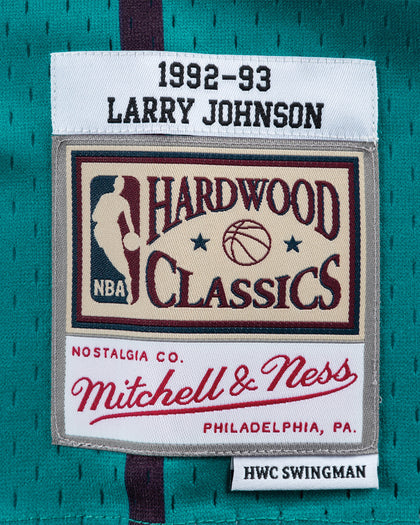 1992-93
LARRY JOHNSON
HARDWOOD
NBA
CLASSICS
NOSTALGIA CO.
Mitchell & Ness
PHILADELPHIA, PA.
HWC SWINGMAN